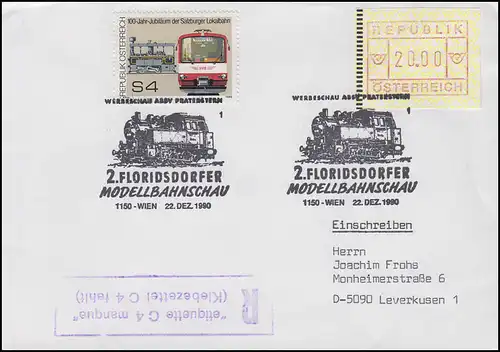 100-Jahr-Jubiläum der Salzburger Lokalbahn
REPUBLIK ÖSTERREICH
S4
REPUBLIK
20.00
ÖSTERREICH
WERBESCHAU ABSV PRATERSTERN
1
2.FLORIDSDORFER
MODELLBAHNSCHAU
1150-WIEN 22.DEZ.1990
WERBESCHAU ABSV PRATERSTERN
1
2.FLORIDSDORFER
MODELLBAHNSCHAU
1150-WIEN 22.DEZ.1990
Einschreiben
Herrn
Joachim Frohs
Monheimerstraße 6
D-5090 Leverkusen 1
R
"etiquette C 4 manque"
(Klebezettel C 4 fehlt)